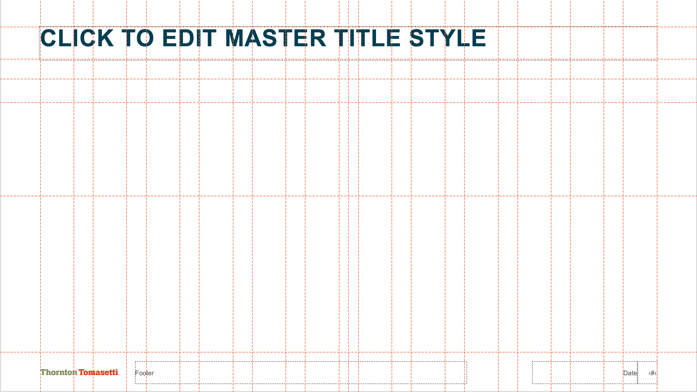 CLICK TO EDIT MASTER TITLE STYLE
Thornton Tomasetti
Footer
Date
‹#›